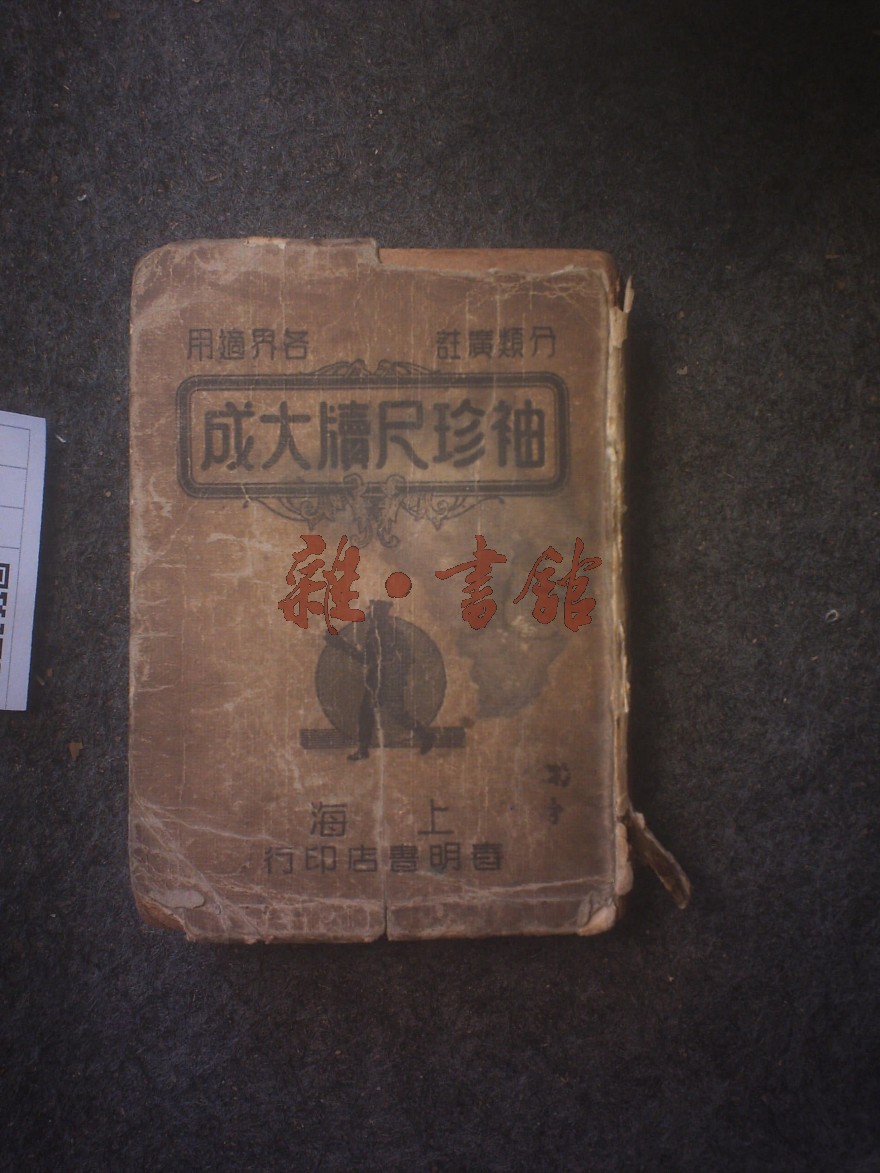 分類廣註 各界適用
袖珍尺牘大成
雜·書館
上海
春明書店印行